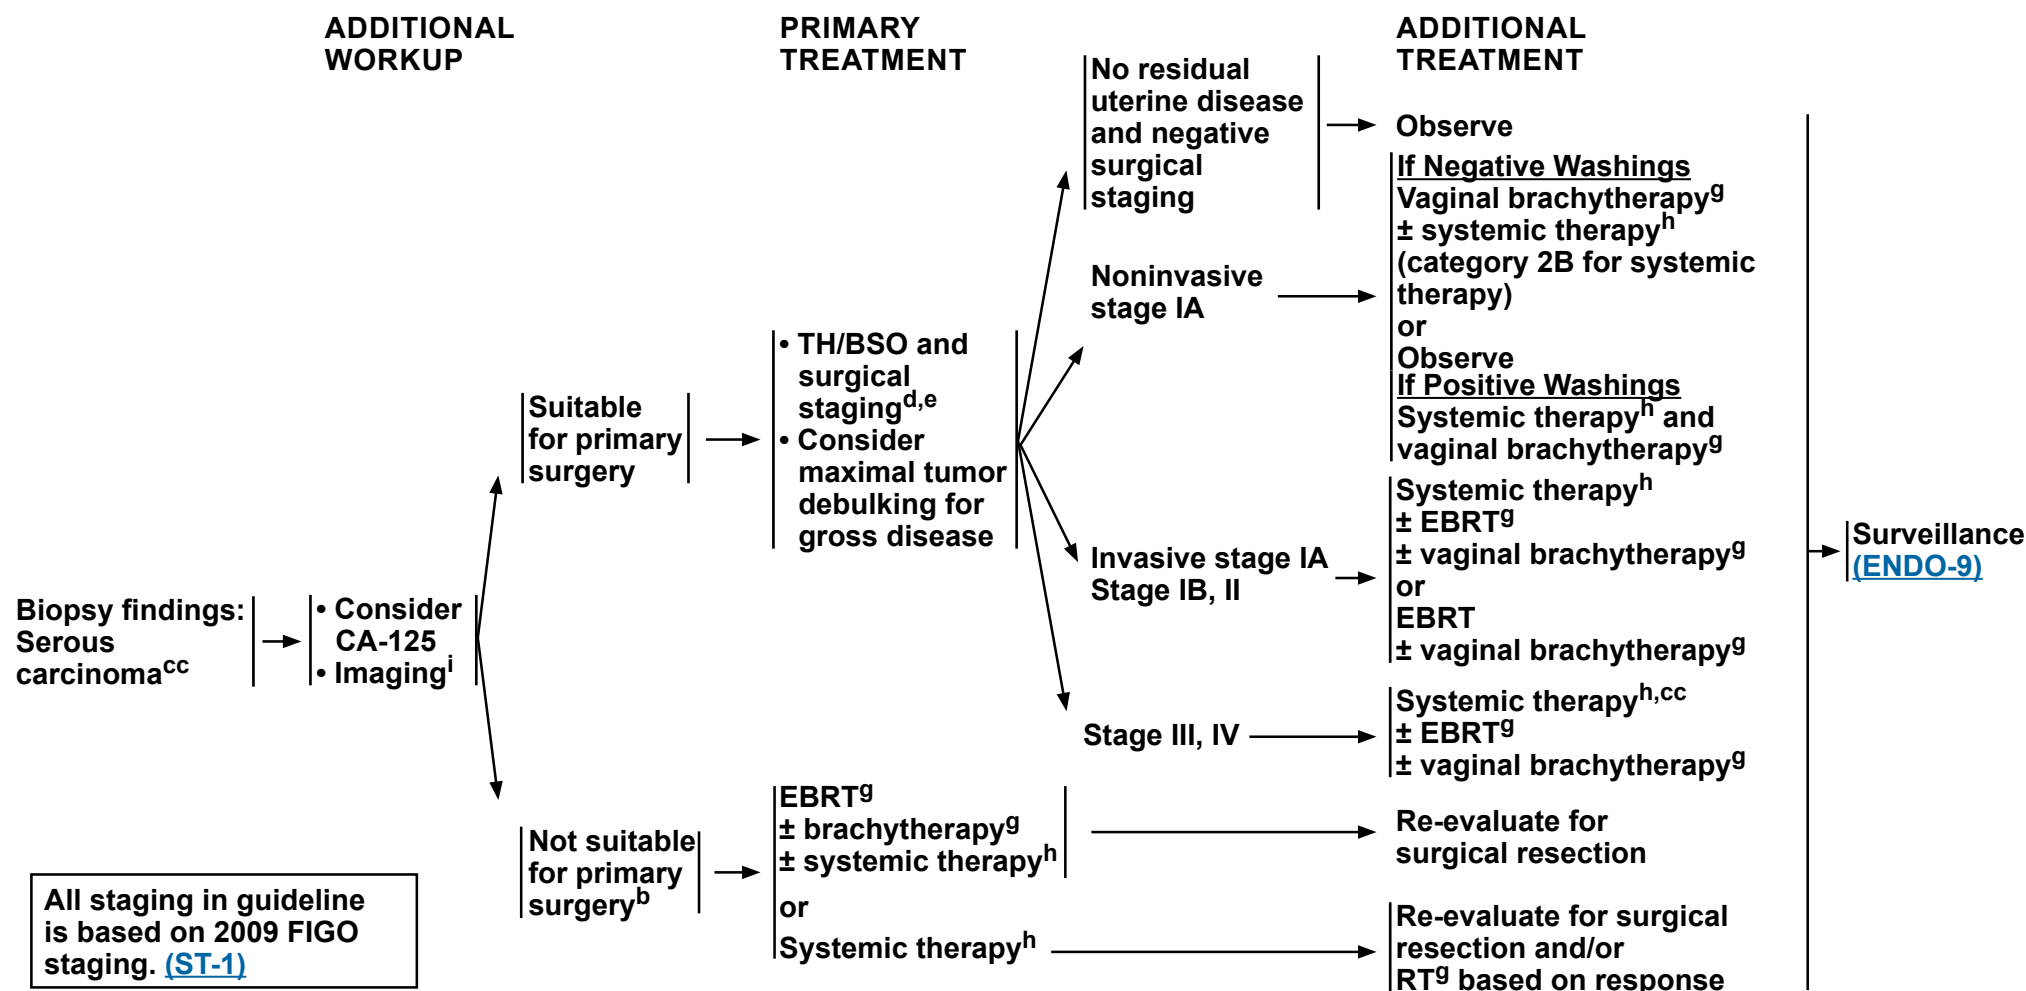 ADDITIONAL
WORKUP
PRIMARY
TREATMENT
ADDITIONAL
TREATMENT
Biopsy findings:
Serous
carcinomacc
• Consider
CA-125
• Imagingi
Suitable
for primary
surgery
• TH/BSO and
surgical
stagingd,e
• Consider
maximal tumor
debulking for
gross disease
No residual
uterine disease
and negative
surgical
staging
Observe
Noninvasive
stage IA
If Negative Washings
Vaginal brachytherapyg
± systemic therapyh
(category 2B for systemic
therapy)
or
Observe
If Positive Washings
Systemic therapyh and
vaginal brachytherapyg
Invasive stage IA
Stage IB, II
Systemic therapyh
± EBRTg
± vaginal brachytherapyg
or
EBRT
± vaginal brachytherapyg
Stage III, IV
Systemic therapyh,cc
± EBRTg
± vaginal brachytherapyg
Surveillance
(ENDO-9)
Not suitable
for primary
surgeryb
EBRTg
± brachytherapyg
± systemic therapyh
or
Systemic therapyh
Re-evaluate for
surgical resection
Re-evaluate for surgical
resection and/or
RTg based on response
All staging in guideline
is based on 2009 FIGO
staging. (ST-1)